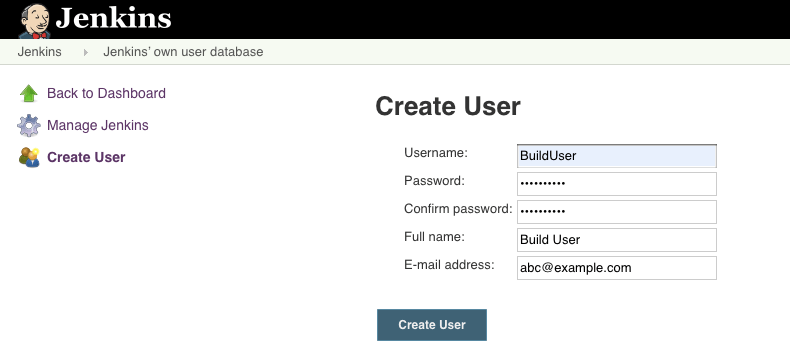 Jenkins
Jenkins Jenkins' own user database
Back to Dashboard
Manage Jenkins
Create User
Create User
Username: BuildUser
Password: ••••••••••
Confirm password: ••••••••••
Full name: Build User
E-mail address: abc@example.com
Create User